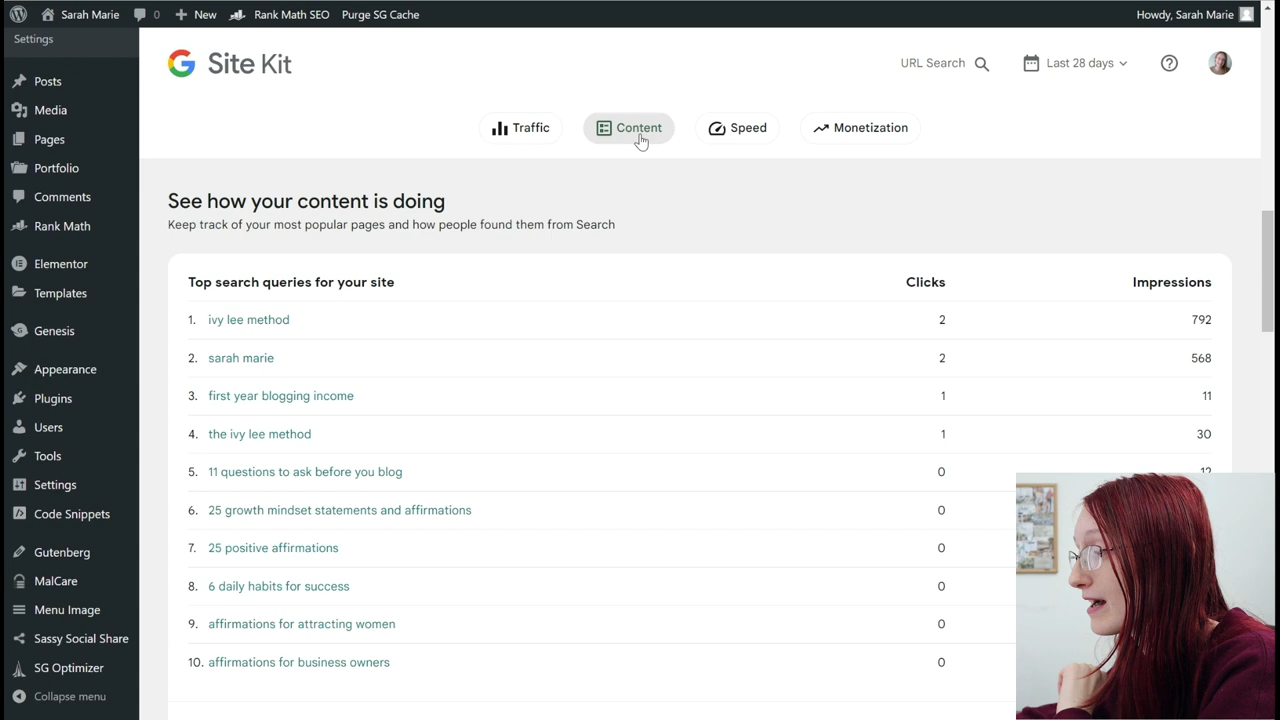 Sarah Marie
0
New
Rank Math SEO
Purge SG Cache
Howdy, Sarah Marie
Settings
Posts
Media
Pages
Portfolio
Comments
Rank Math
Elementor
Templates
Genesis
Appearance
Plugins
Users
Tools
Settings
Code Snippets
Gutenberg
MalCare
Menu Image
Sassy Social Share
SG Optimizer
Collapse menu
Site Kit
URL Search
Last 28 days
Traffic
Content
Speed
Monetization
See how your content is doing
Keep track of your most popular pages and how people found them from Search
Top search queries for your site Clicks Impressions
1. ivy lee method 2 792
2. sarah marie 2 568
3. first year blogging income 1 11
4. the ivy lee method 1 30
5. 11 questions to ask before you blog 0 12
6. 25 growth mindset statements and affirmations 0
7. 25 positive affirmations 0
8. 6 daily habits for success 0
9. affirmations for attracting women 0
10. affirmations for business owners 0